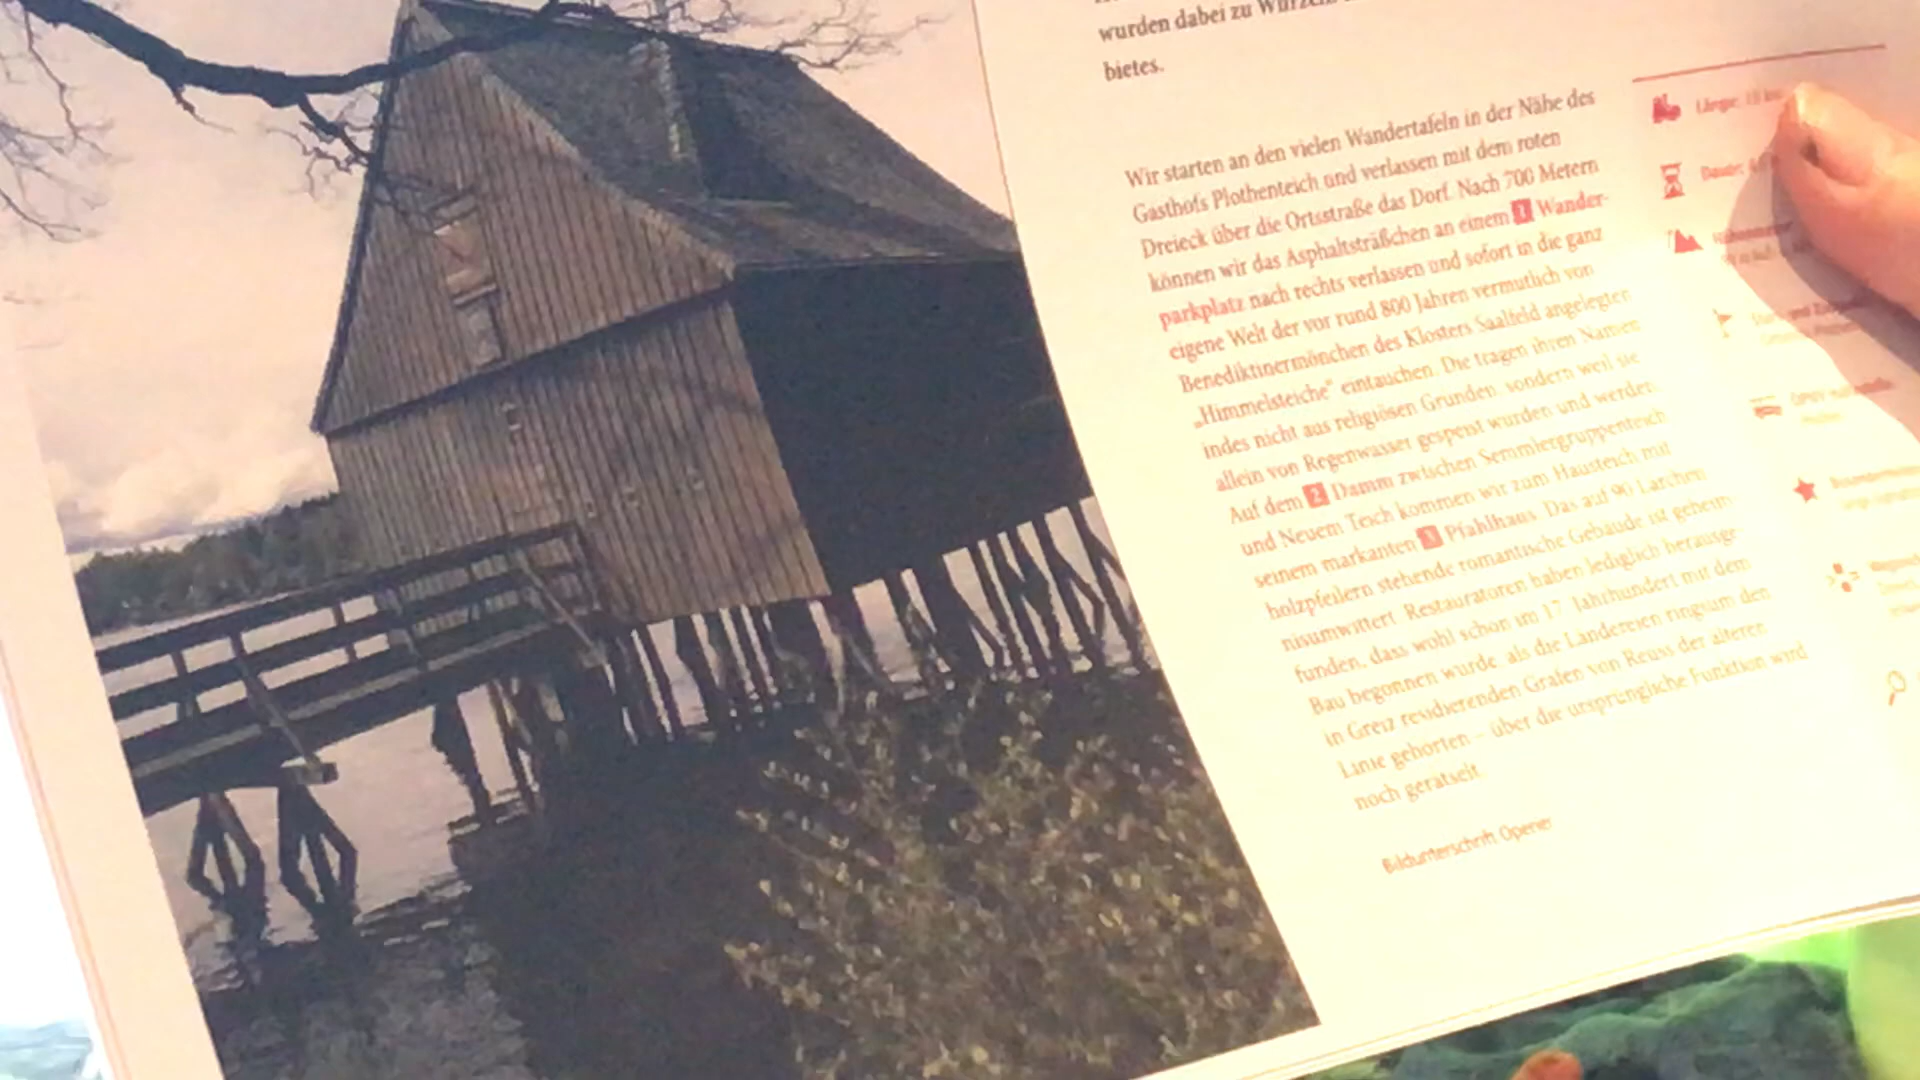 wurden dabei zu Wurzeln
bietes.
Wir starten an den vielen Wandertafeln in der Nähe des
Gasthofs Plothenteich und verlassen mit dem roten
Dreieck über die Ortsstraße das Dorf. Nach 700 Metern
können wir das Asphaltsträßchen an einem 1 Wander-
parkplatz nach rechts verlassen und sofort in die ganz
eigene Welt der vor rund 800 Jahren vermutlich von
Benediktinermönchen des Klosters Saalfeld angelegten
„Himmelsteiche“ eintauchen. Die tragen ihren Namen
indes nicht aus religiösen Gründen, sondern weil sie
allein von Regenwasser gespeist wurden und werden.
Auf dem 2 Damm zwischen Semmlergruppenteich
und Neuem Teich kommen wir zum Hausteich mit
seinem markanten 3 Pfahlhaus. Das auf 90 Lärchen-
holzpfeilern stehende romantische Gebäude ist geheim-
nisumwittert. Restauratoren haben lediglich herausge-
funden, dass wohl schon im 17. Jahrhundert mit dem
Bau begonnen wurde, als die Ländereien ringsum den
in Greiz residierenden Grafen von Reuss der älteren
Linie gehörten – über die ursprüngliche Funktion wird
noch gerätselt.
Bildunterschrift Opener
Länge:
Dauer: